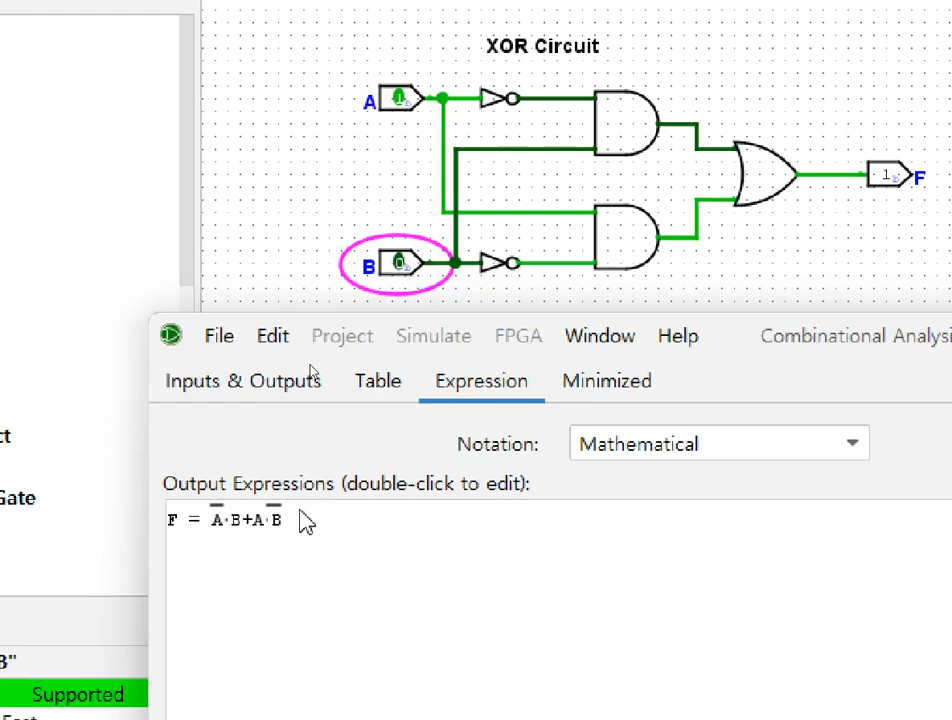 XOR Circuit
A 1
1 F
B 0
ct
Gate
File Edit Project Simulate FPGA Window Help Combinational Analysi
Inputs & Outputs Table Expression Minimized
Notation: Mathematical
Output Expressions (double-click to edit):
F = A̅·B+A·B̅
8"
Supported